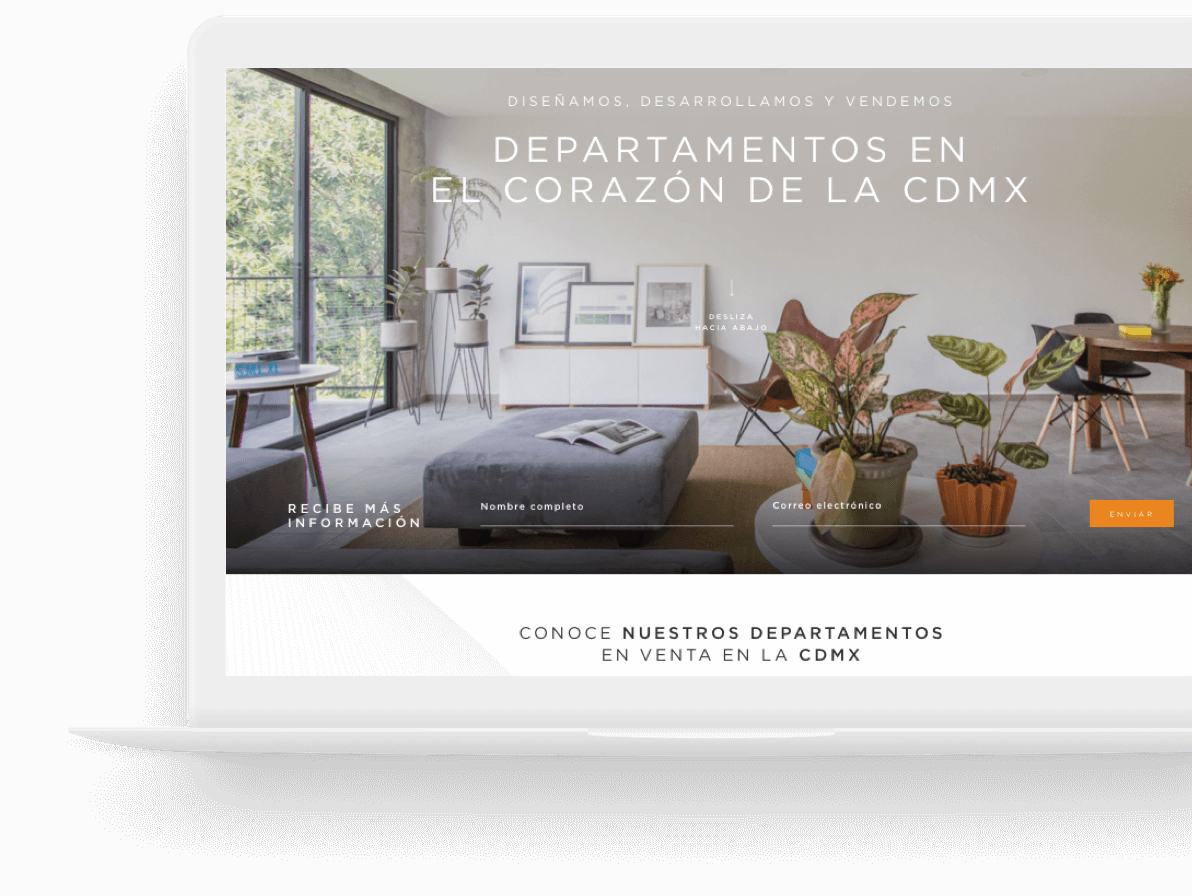 DISEÑAMOS, DESARROLLAMOS Y VENDEMOS
DEPARTAMENTOS EN
EL CORAZÓN DE LA CDMX
DESLIZA
HACIA ABAJO
RECIBE MÁS
INFORMACIÓN
Nombre completo
Correo electrónico
ENVIAR
CONOCE NUESTROS DEPARTAMENTOS
EN VENTA EN LA CDMX